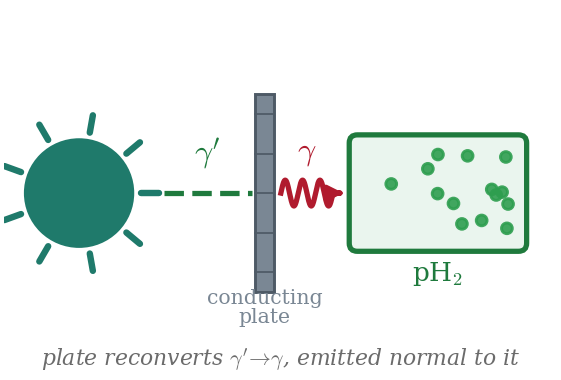 γ′
γ
pH₂
conducting
plate
plate reconverts γ′→γ, emitted normal to it